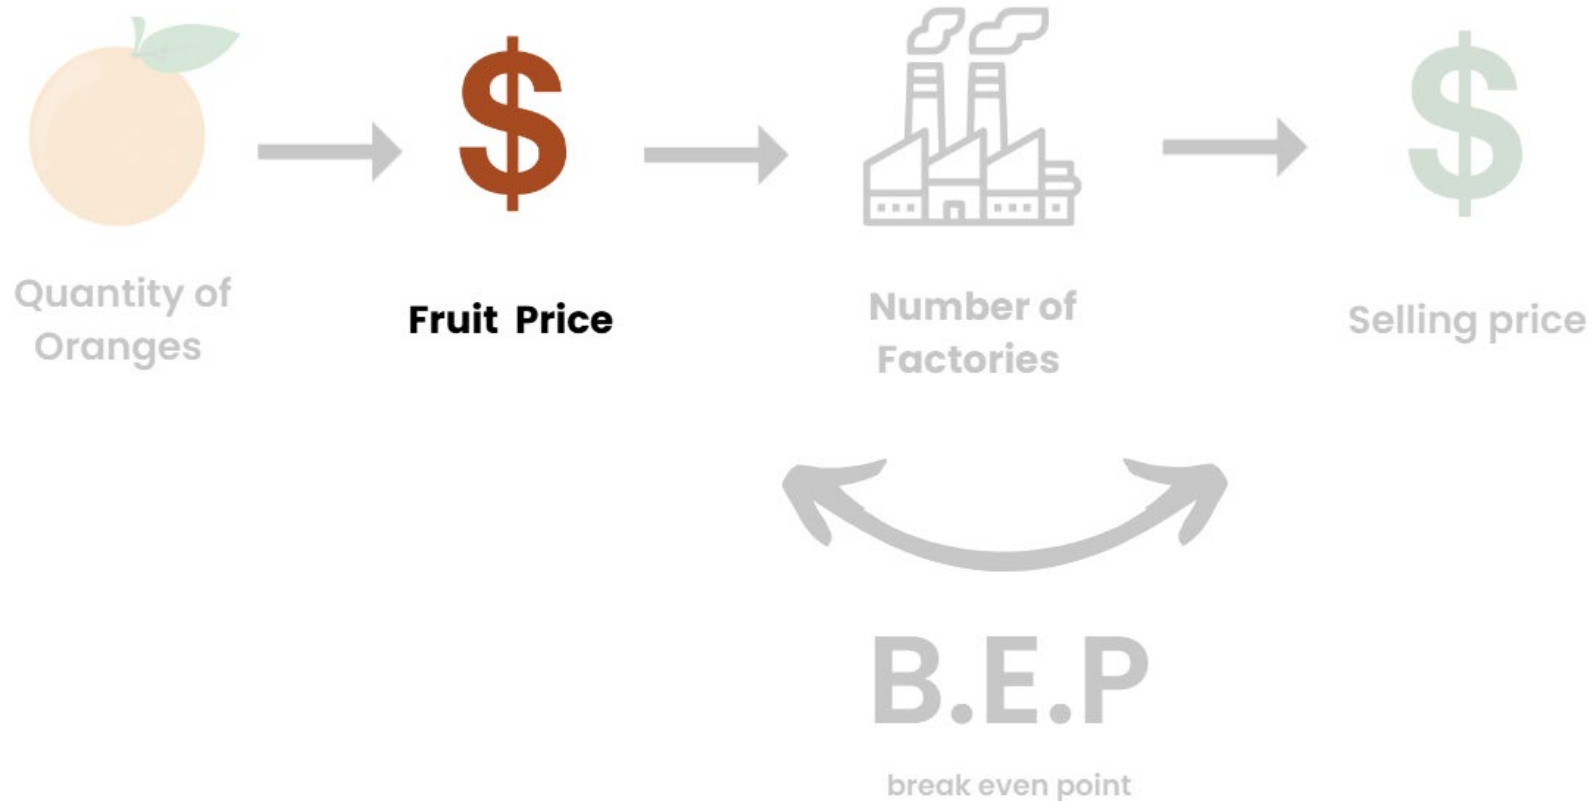 $
$
Quantity of
Oranges
Fruit Price
Number of
Factories
Selling price
B.E.P
break even point